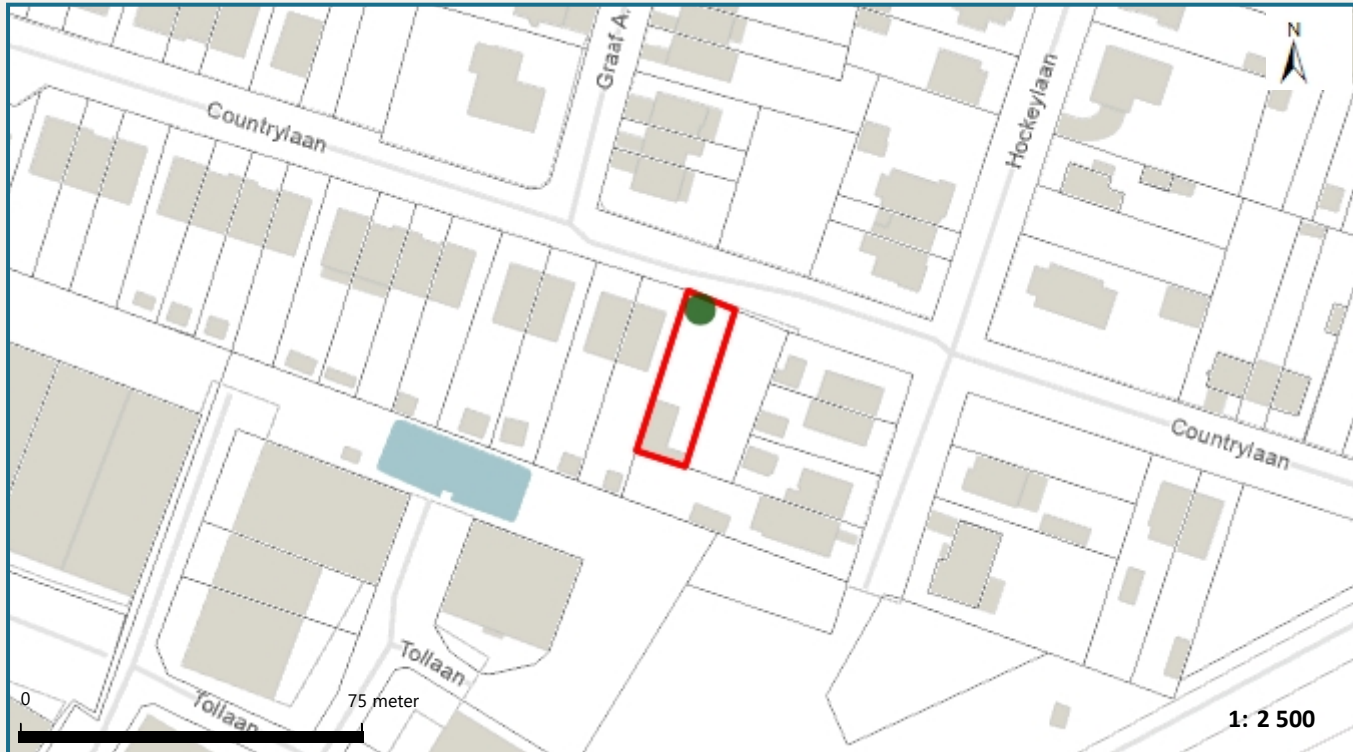 N
Graaf A.
Hockeylaan
Countrylaan
Countrylaan
Tollaan
Tollaan
0
75 meter
1: 2 500